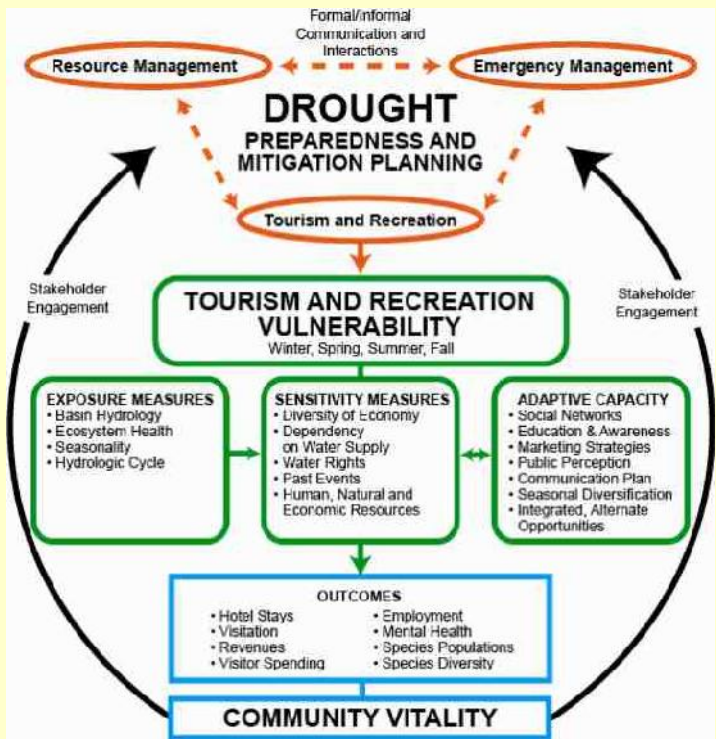 Formal/Informal
Communication and
Interactions
Resource Management
Emergency Management
DROUGHT
PREPAREDNESS AND
MITIGATION PLANNING
Tourism and Recreation
Stakeholder
Engagement
Stakeholder
Engagement
TOURISM AND RECREATION
VULNERABILITY
Winter, Spring, Summer, Fall
EXPOSURE MEASURES
• Basin Hydrology
• Ecosystem Health
• Seasonality
• Hydrologic Cycle
SENSITIVITY MEASURES
• Diversity of Economy
• Dependency
on Water Supply
• Water Rights
• Past Events
• Human, Natural and
Economic Resources
ADAPTIVE CAPACITY
• Social Networks
• Education & Awareness
• Marketing Strategies
• Public Perception
• Communication Plan
• Seasonal Diversification
• Integrated, Alternate
Opportunities
OUTCOMES
• Hotel Stays
• Visitation
• Revenues
• Visitor Spending
• Employment
• Mental Health
• Species Populations
• Species Diversity
COMMUNITY VITALITY